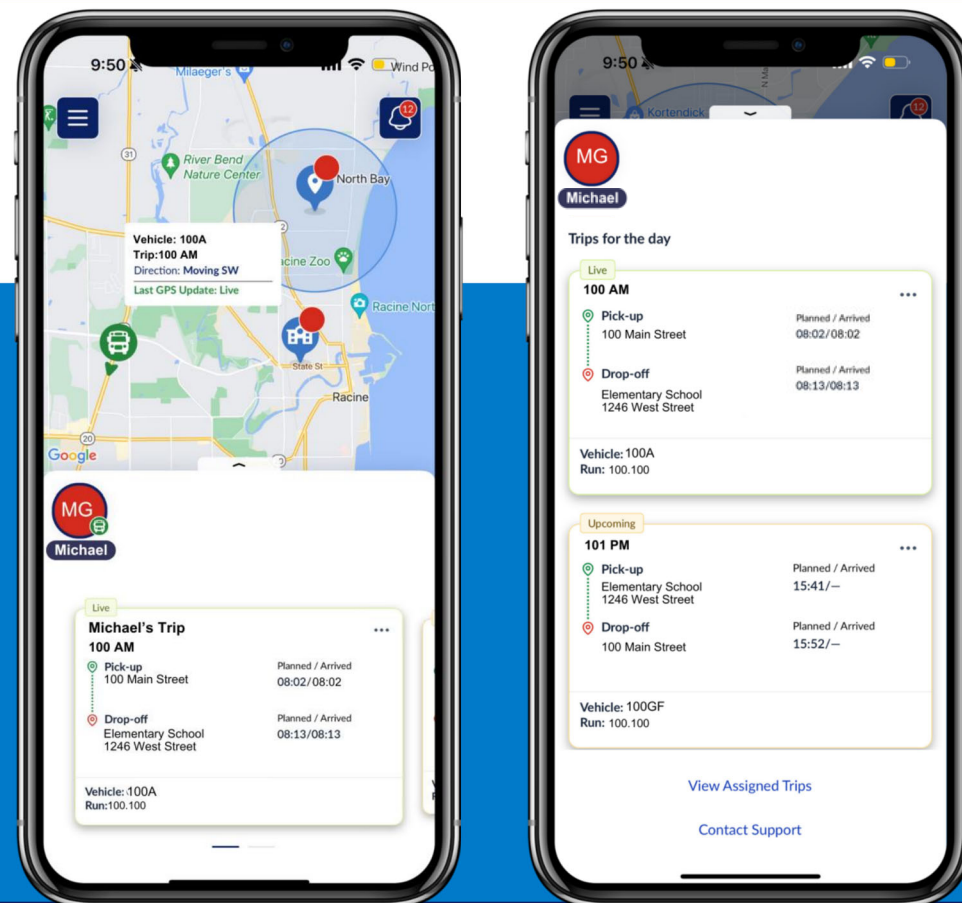 9:50
Milaeger's
Wind Po
12
31
River Bend
Nature Center
North Bay
Vehicle: 100A
Trip:100 AM
Direction: Moving SW
Last GPS Update: Live
acine Zoo
Racine Nort
State St
Racine
20
Google
MG
Michael
Live
Michael's Trip
100 AM
Pick-up
100 Main Street
Planned / Arrived
08:02/08:02
Drop-off
Elementary School
1246 West Street
Planned / Arrived
08:13/08:13
Vehicle: 100A
Run:100.100
9:50
N Ma
Kortendick
12
MG
Michael
Trips for the day
Live
100 AM
Pick-up
100 Main Street
Planned / Arrived
08:02/08:02
Drop-off
Elementary School
1246 West Street
Planned / Arrived
08:13/08:13
Vehicle: 100A
Run: 100.100
Upcoming
101 PM
Pick-up
Elementary School
1246 West Street
Planned / Arrived
15:41/—
Drop-off
100 Main Street
Planned / Arrived
15:52/—
Vehicle: 100GF
Run: 100.100
View Assigned Trips
Contact Support